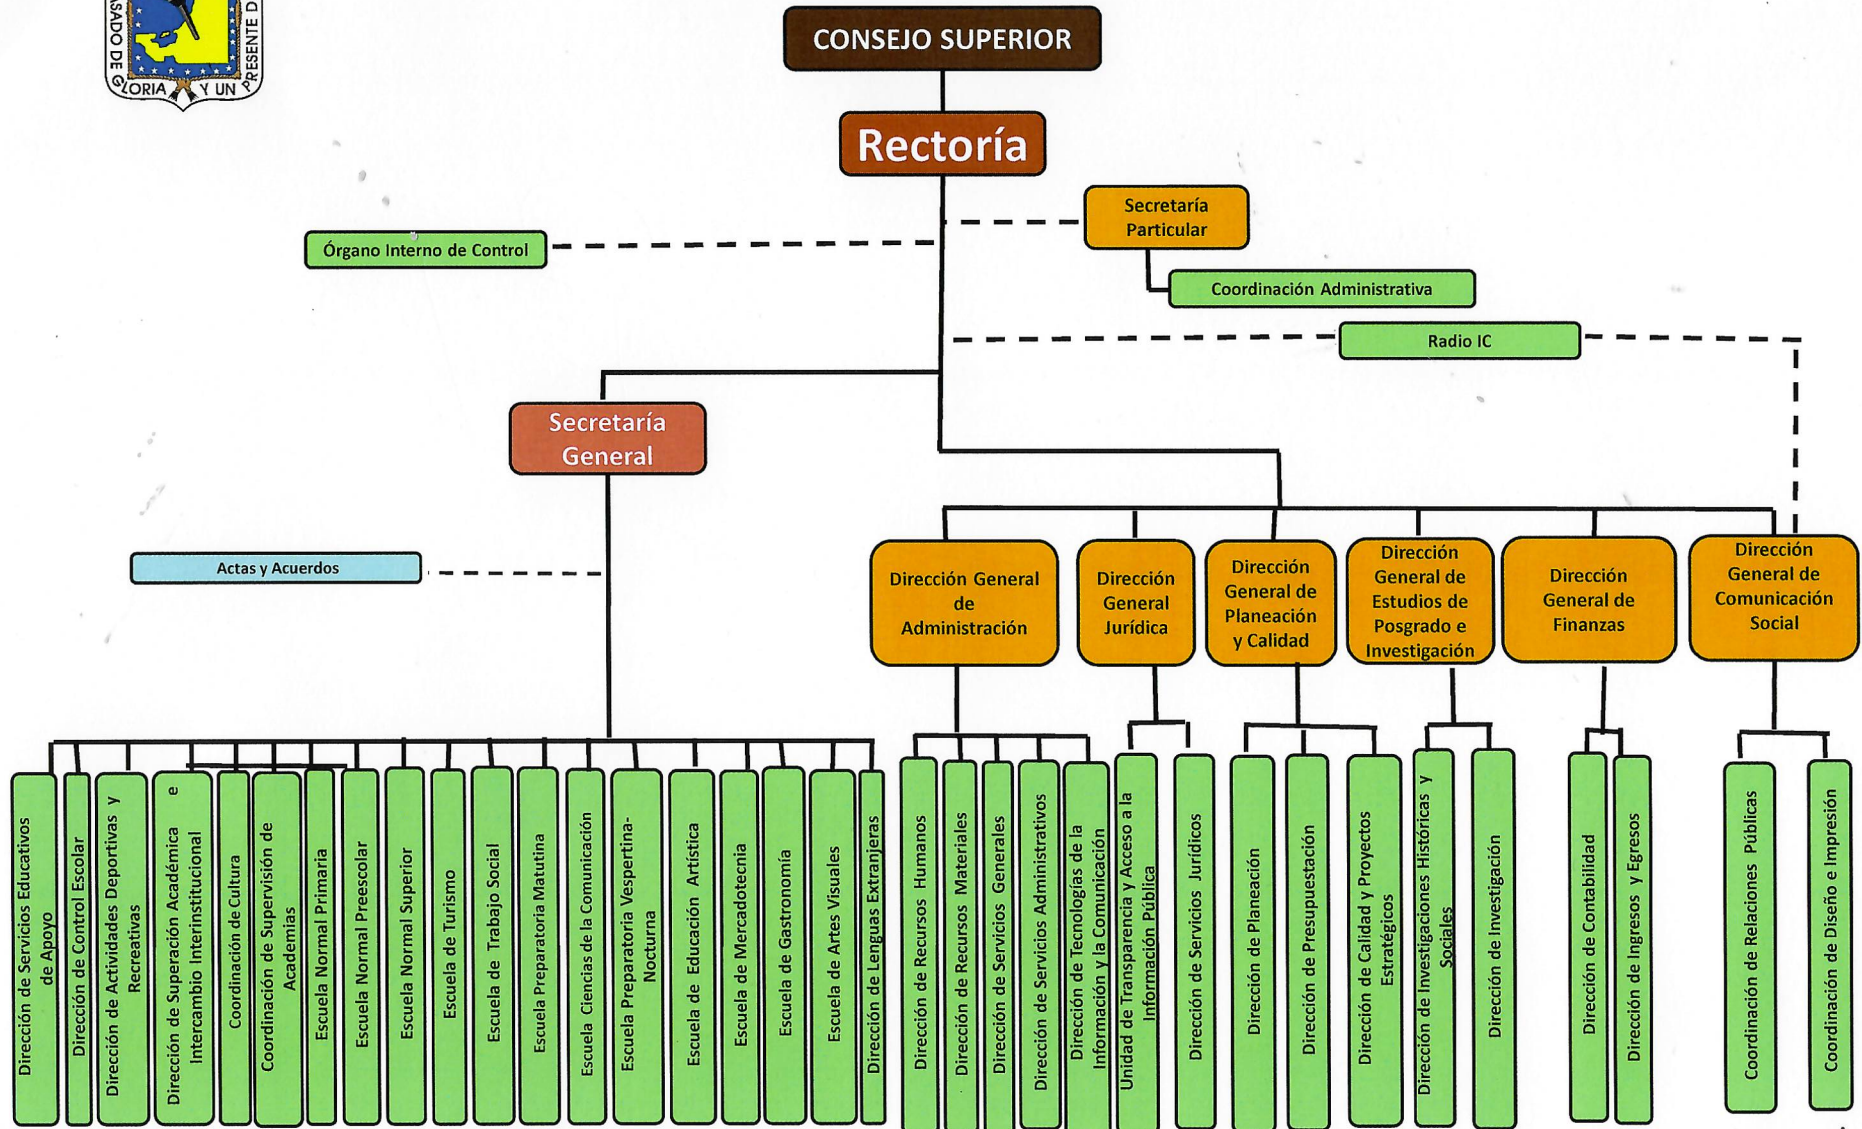 ASADO DE GLORIA Y UN PRESENTE D
CONSEJO SUPERIOR
Rectoría
Secretaría
Particular
Órgano Interno de Control
Coordinación Administrativa
Radio IC
Secretaría
General
Actas y Acuerdos
Dirección General
de
Administración
Dirección
General
Jurídica
Dirección
General de
Planeación
y Calidad
Dirección
General de
Estudios de
Posgrado e
Investigación
Dirección
General de
Finanzas
Dirección
General de
Comunicación
Social
Dirección de Servicios Educativos
de Apoyo
Dirección de Control Escolar
Dirección de Actividades Deportivas y
Recreativas
Dirección de Superación Académica e
Intercambio Interinstitucional
Coordinación de Cultura
Coordinación de Supervisión de
Academias
Escuela Normal Primaria
Escuela Normal Preescolar
Escuela Normal Superior
Escuela de Turismo
Escuela de Trabajo Social
Escuela Preparatoria Matutina
Escuela Ciencias de la Comunicación
Escuela Preparatoria Vespertina-
Nocturna
Escuela de Educación Artística
Escuela de Mercadotecnia
Escuela de Gastronomía
Escuela de Artes Visuales
Dirección de Lenguas Extranjeras
Dirección de Recursos Humanos
Dirección de Recursos Materiales
Dirección de Servicios Generales
Dirección de Servicios Administrativos
Dirección de Tecnologías de la
Información y la Comunicación
Unidad de Transparencia y Acceso a la
Información Pública
Dirección de Servicios Jurídicos
Dirección de Planeación
Dirección de Presupuestación
Dirección de Calidad y Proyectos
Estratégicos
Dirección de Investigaciones Históricas y
Sociales
Dirección de Investigación
Dirección de Contabilidad
Dirección de Ingresos y Egresos
Coordinación de Relaciones Públicas
Coordinación de Diseño e Impresión